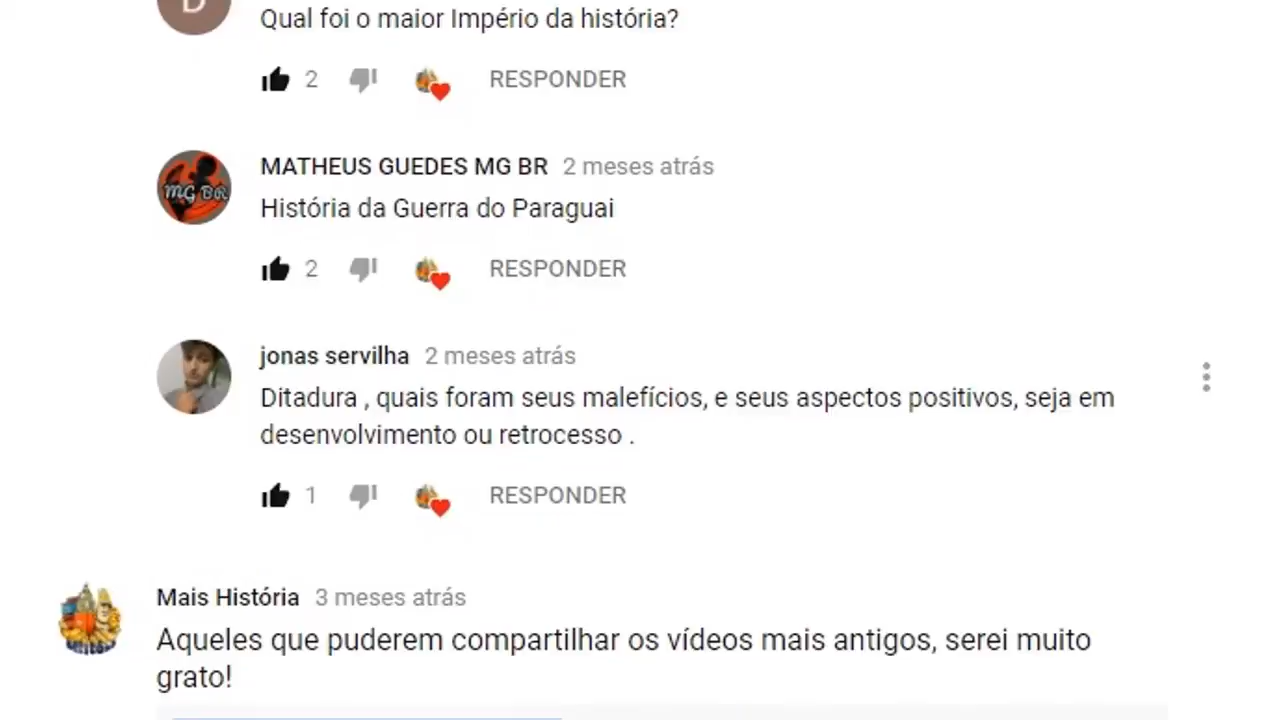 D
Qual foi o maior Império da história?
2 RESPONDER
MATHEUS GUEDES MG BR 2 meses atrás
MG BR
História da Guerra do Paraguai
2 RESPONDER
jonas servilha 2 meses atrás
Ditadura , quais foram seus malefícios, e seus aspectos positivos, seja em
desenvolvimento ou retrocesso .
1 RESPONDER
Mais História 3 meses atrás
Aqueles que puderem compartilhar os vídeos mais antigos, serei muito
grato!